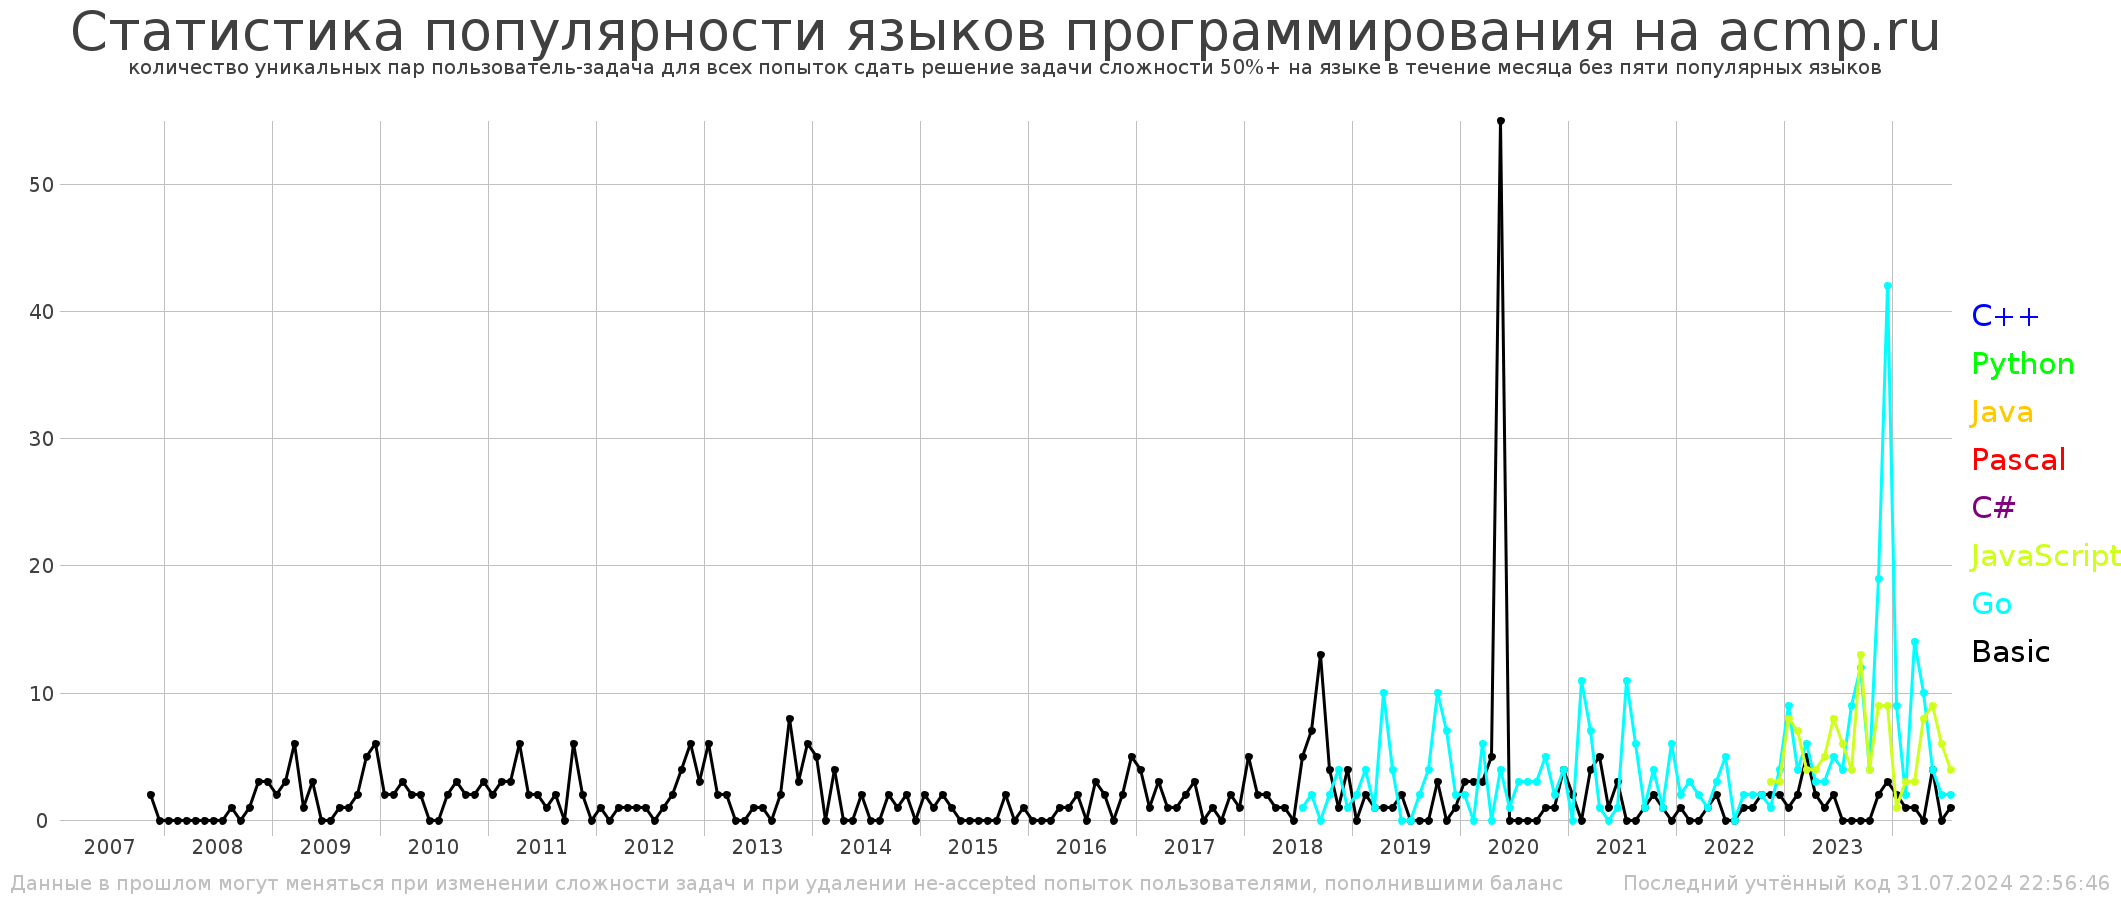 Статистика популярности языков программирования на acmp.ru
количество уникальных пар пользователь-задача для всех попыток сдать решение задачи сложности 50%+ на языке в течение месяца без пяти популярных языков
50
40
30
20
10
0
C++
Python
Java
Pascal
C#
JavaScript
Go
Basic
2007 2008 2009 2010 2011 2012 2013 2014 2015 2016 2017 2018 2019 2020 2021 2022 2023
Данные в прошлом могут меняться при изменении сложности задач и при удалении не-accepted попыток пользователями, пополнившими баланс
Последний учтённый код 31.07.2024 22:56:46